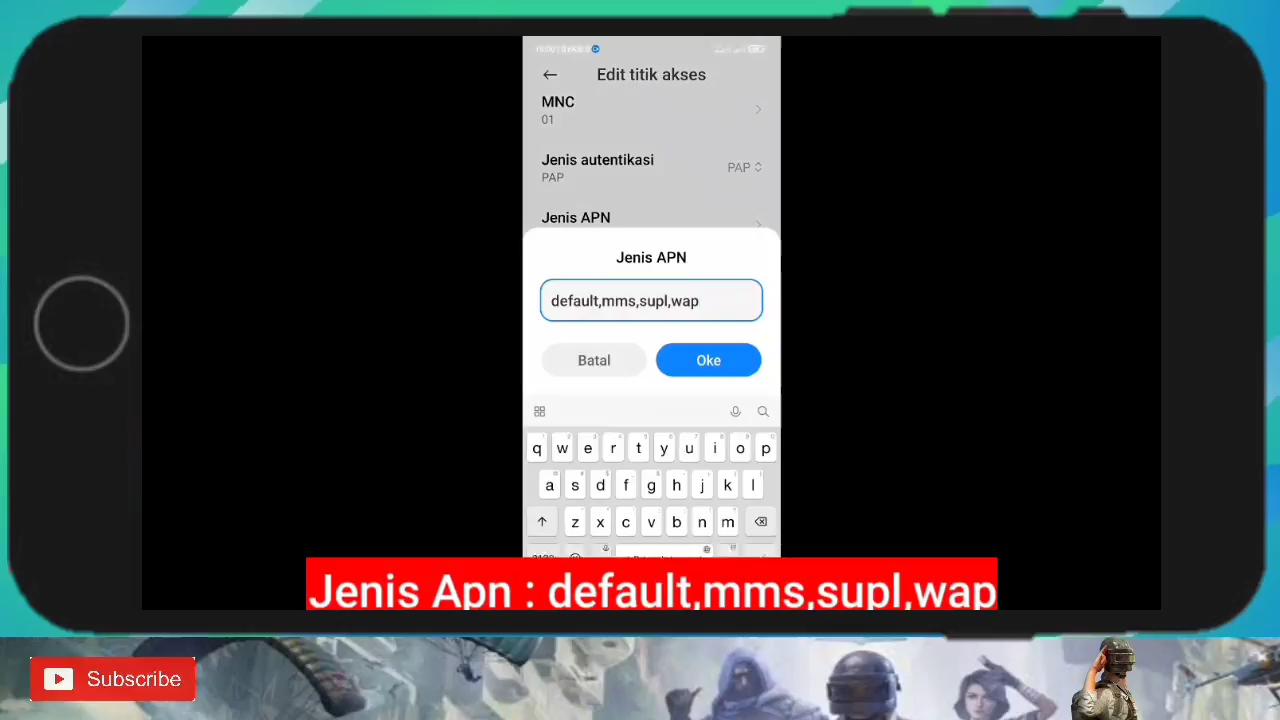 Edit titik akses
MNC
01
Jenis autentikasi
PAP
PAP
Jenis APN
Jenis APN
default,mms,supl,wap
Batal
Oke
q w e r t y u i o p
a s d f g h j k l
z x c v b n m
Jenis Apn : default,mms,supl,wap
Subscribe